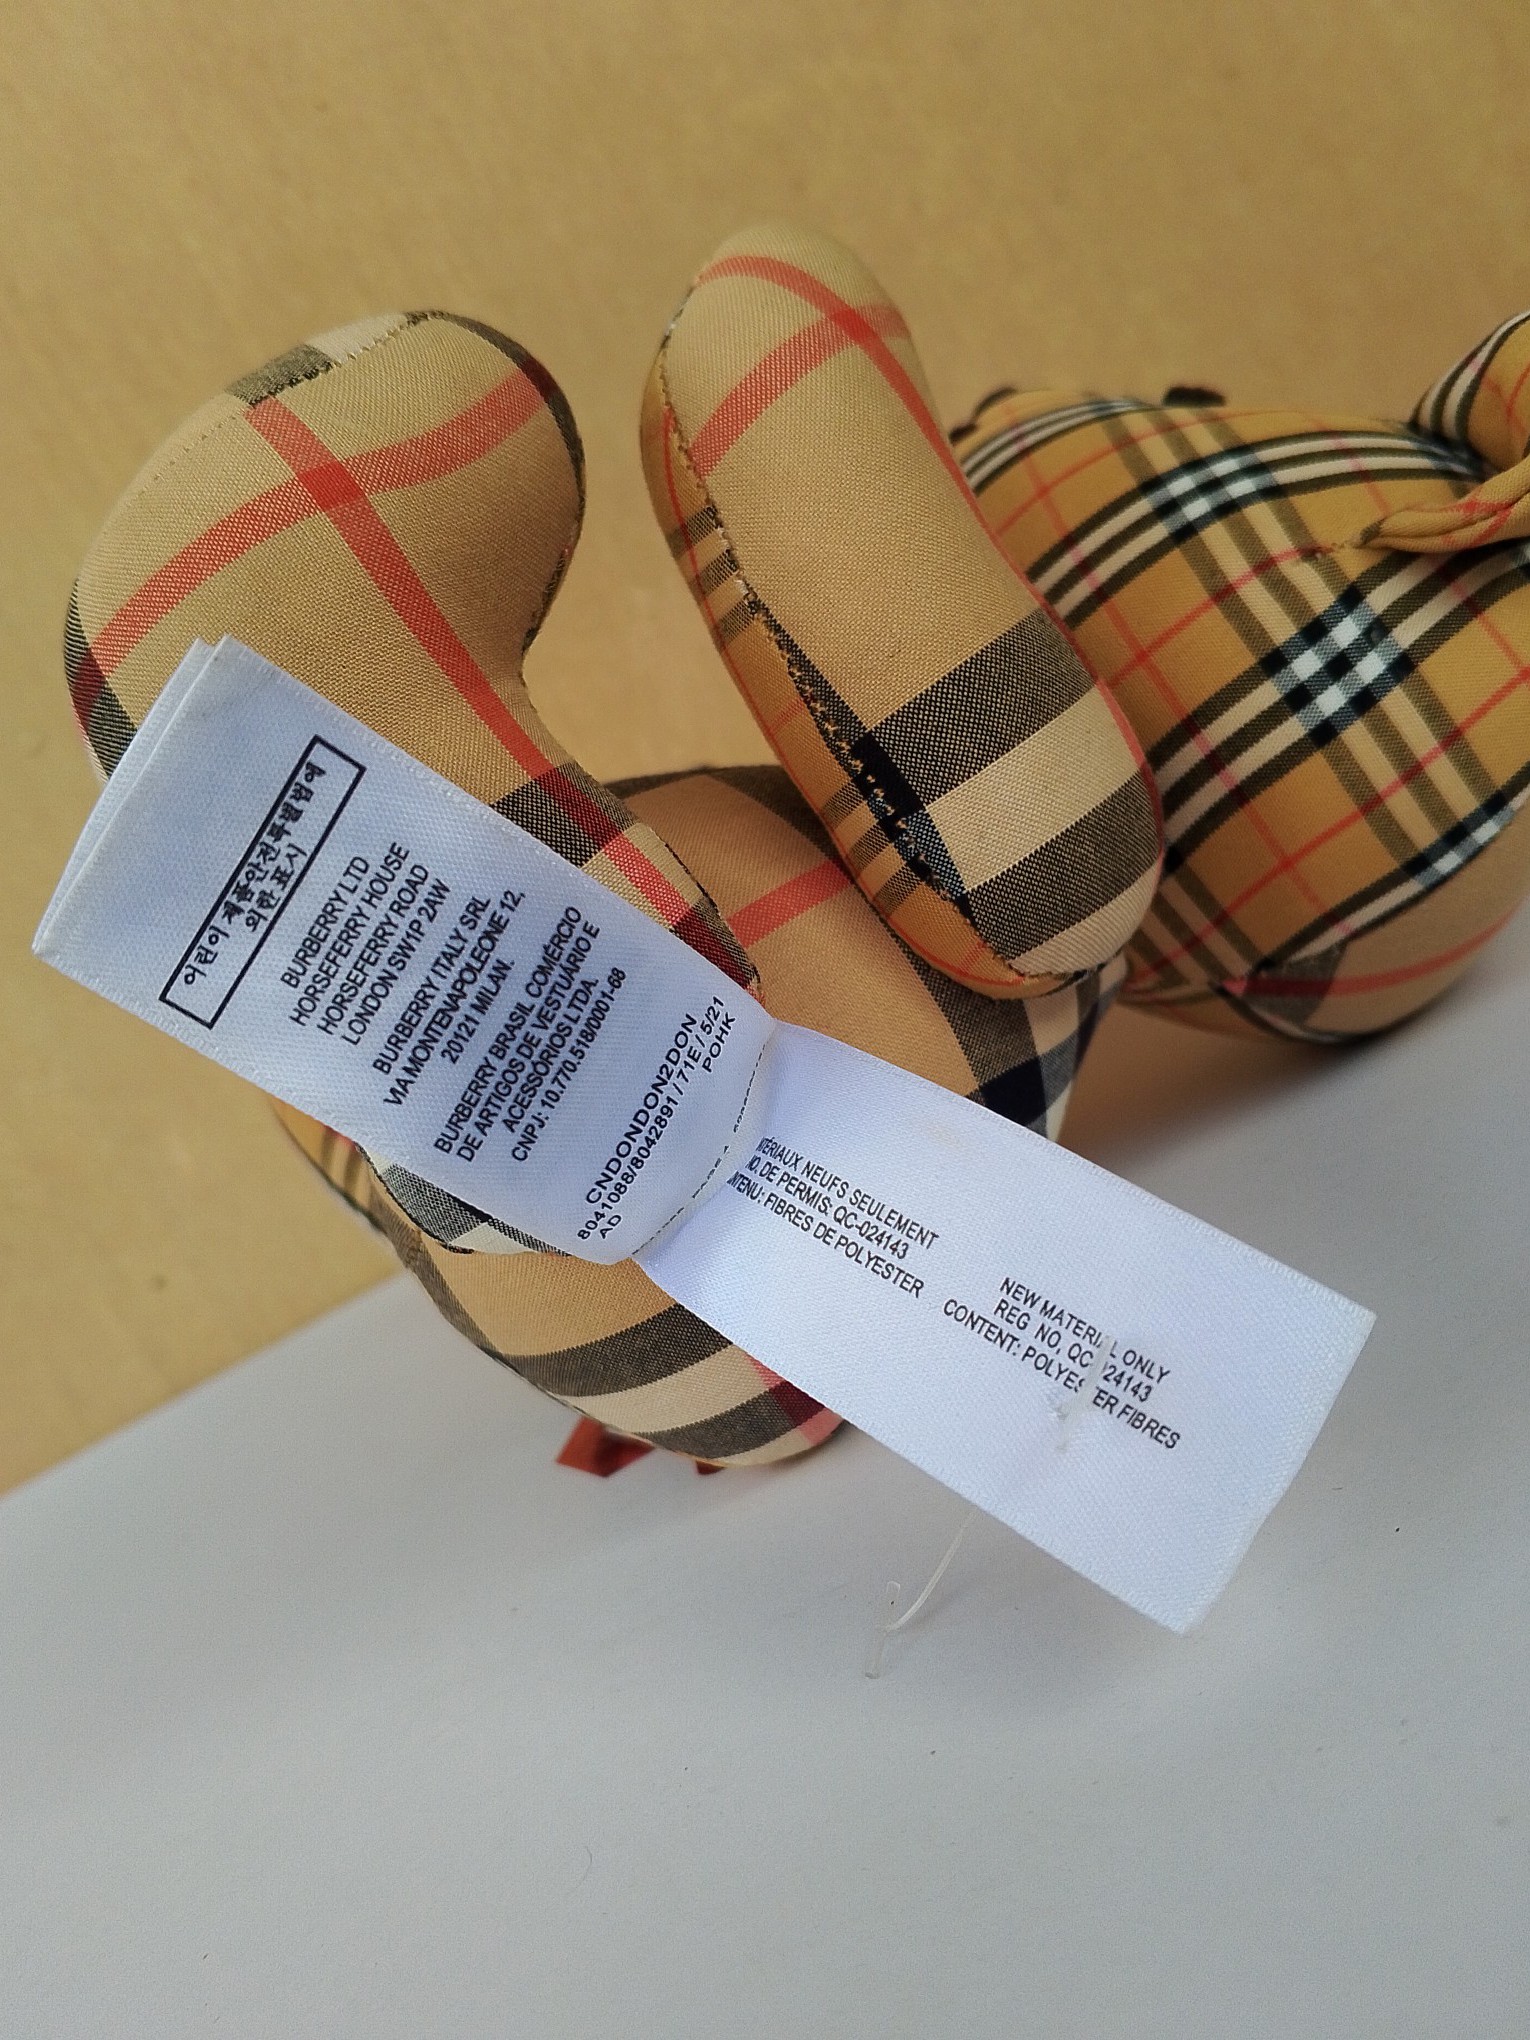 어린이제품안전특별법에
의한 표시
BURBERRY LTD
HORSEFERRY HOUSE
HORSEFERRY ROAD
LONDON SW1P 2AW
BURBERRY ITALY SRL
VIA MONTENAPOLEONE 12,
20121 MILAN.
BURBERRY BRASIL COMÉRCIO
DE ARTIGOS DE VESTUÁRIO E
ACESSÓRIOS LTDA.
CNPJ: 10.770.518/0001-68
CNDONDON2DON
8041088/8042891 / 71E / 5/21
AD POHK
MATÉRIAUX NEUFS SEULEMENT
NO. DE PERMIS: QC-024143
CONTENU: FIBRES DE POLYESTER
NEW MATERIAL ONLY
REG NO. QC-024143
CONTENT: POLYESTER FIBRES